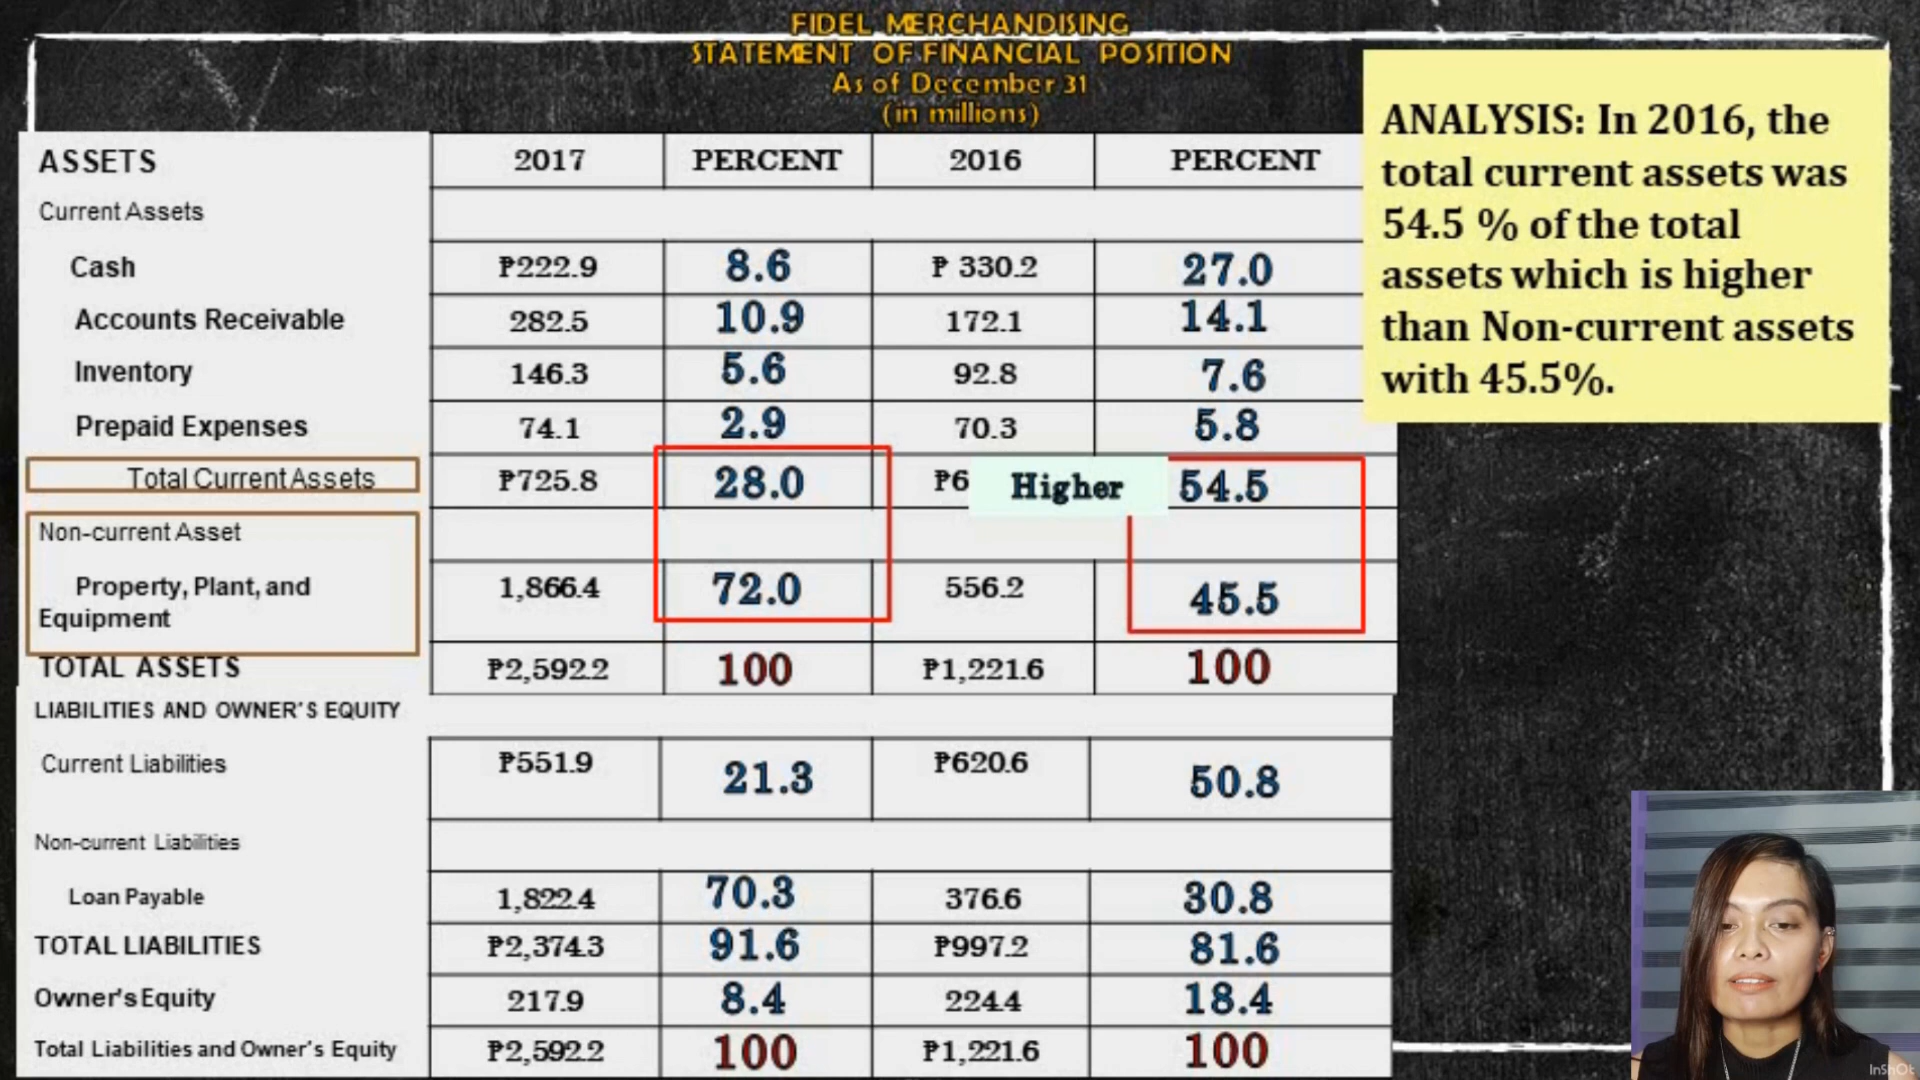 FIDEL MERCHANDISING
STATEMENT OF FINANCIAL POSITION
As of December 31
(in millions)
ASSETS 2017 PERCENT 2016 PERCENT
Current Assets
Cash ₱222.9 8.6 ₱ 330.2 27.0
Accounts Receivable 282.5 10.9 172.1 14.1
Inventory 146.3 5.6 92.8 7.6
Prepaid Expenses 74.1 2.9 70.3 5.8
Total Current Assets ₱725.8 28.0 ₱6 Higher 54.5
Non-current Asset
Property, Plant, and
Equipment 1,866.4 72.0 556.2 45.5
TOTAL ASSETS ₱2,592.2 100 ₱1,221.6 100
LIABILITIES AND OWNER'S EQUITY
Current Liabilities ₱551.9 21.3 ₱620.6 50.8
Non-current Liabilities
Loan Payable 1,822.4 70.3 376.6 30.8
TOTAL LIABILITIES ₱2,374.3 91.6 ₱997.2 81.6
Owner's Equity 217.9 8.4 224.4 18.4
Total Liabilities and Owner's Equity ₱2,592.2 100 ₱1,221.6 100
ANALYSIS: In 2016, the
total current assets was
54.5 % of the total
assets which is higher
than Non-current assets
with 45.5%.
InShOt